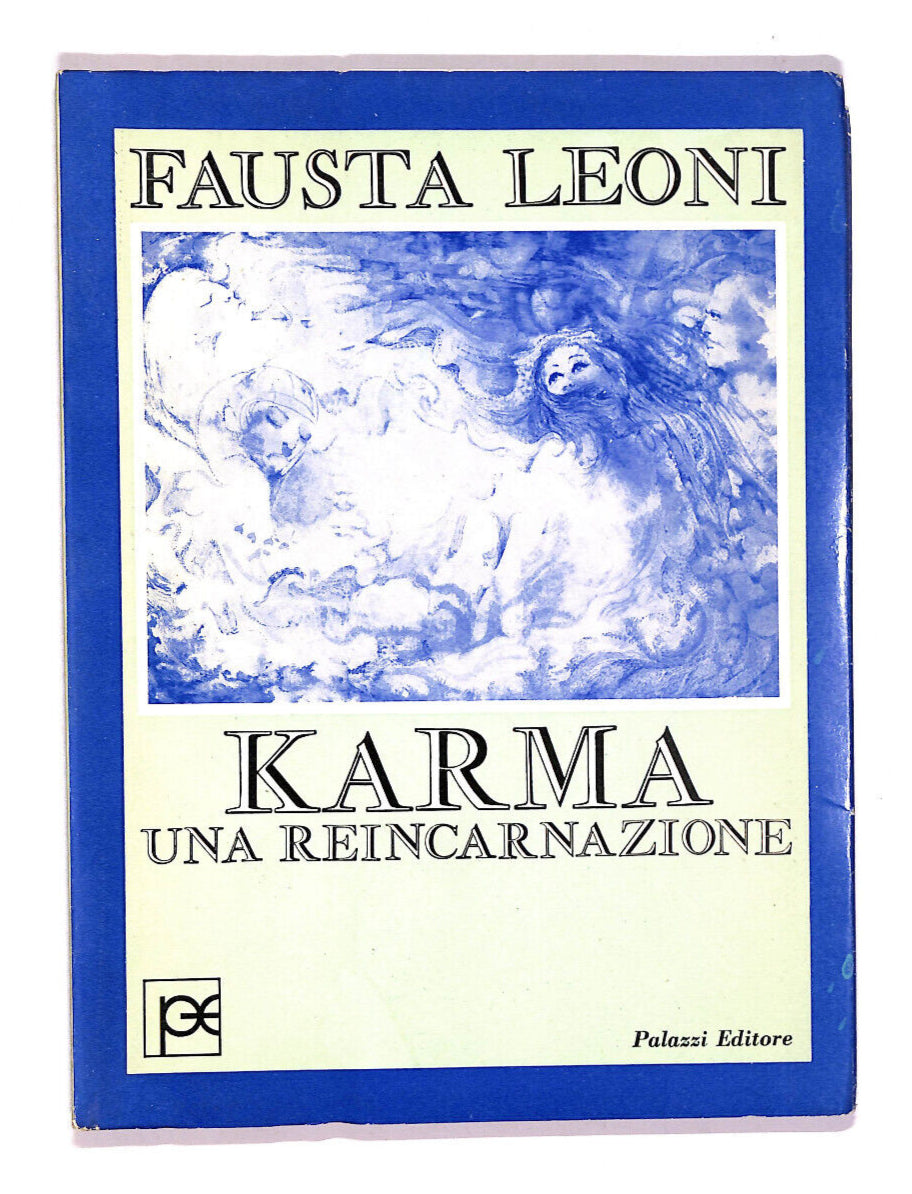 FAUSTA LEONI
KARMA
UNA REINCARNAZIONE
pe
Palazzi Editore